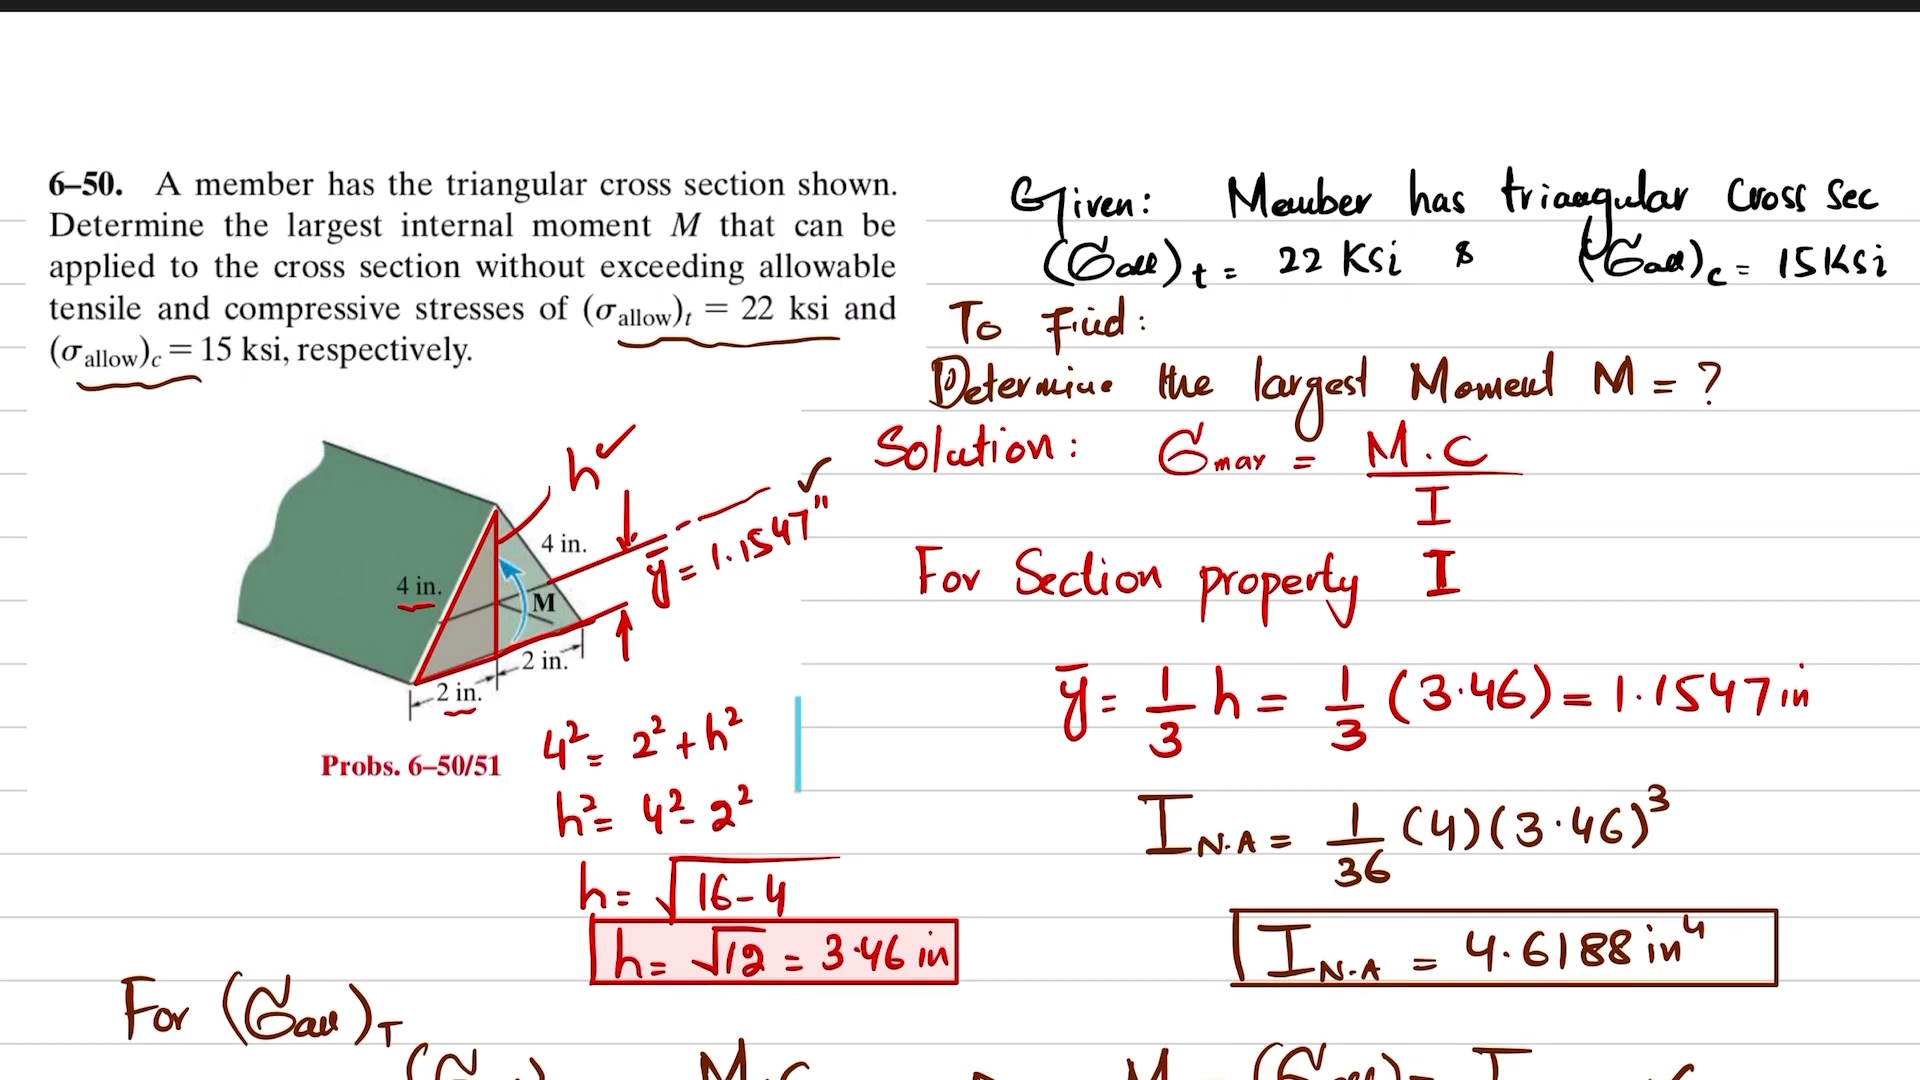 6–50. A member has the triangular cross section shown.
Determine the largest internal moment M that can be
applied to the cross section without exceeding allowable
tensile and compressive stresses of (σallow)t = 22 ksi and
(σallow)c = 15 ksi, respectively.
h
4 in.
4 in.
M
2 in.
2 in.
ȳ = 1.1547"
Probs. 6–50/51
4² = 2² + h²
h² = 4² - 2²
h = √16-4
h = √12 = 3.46 in
Given: Member has triangular Cross Sec
(σall)t = 22 Ksi & (σall)c = 15 Ksi
To Find:
Determine the largest Moment M = ?
Solution: σmax = M.C / I
For Section property I
ȳ = 1/3 h = 1/3 (3.46) = 1.1547 in
I N.A = 1/36 (4)(3.46)³
I N.A = 4.6188 in⁴
For (σall)T